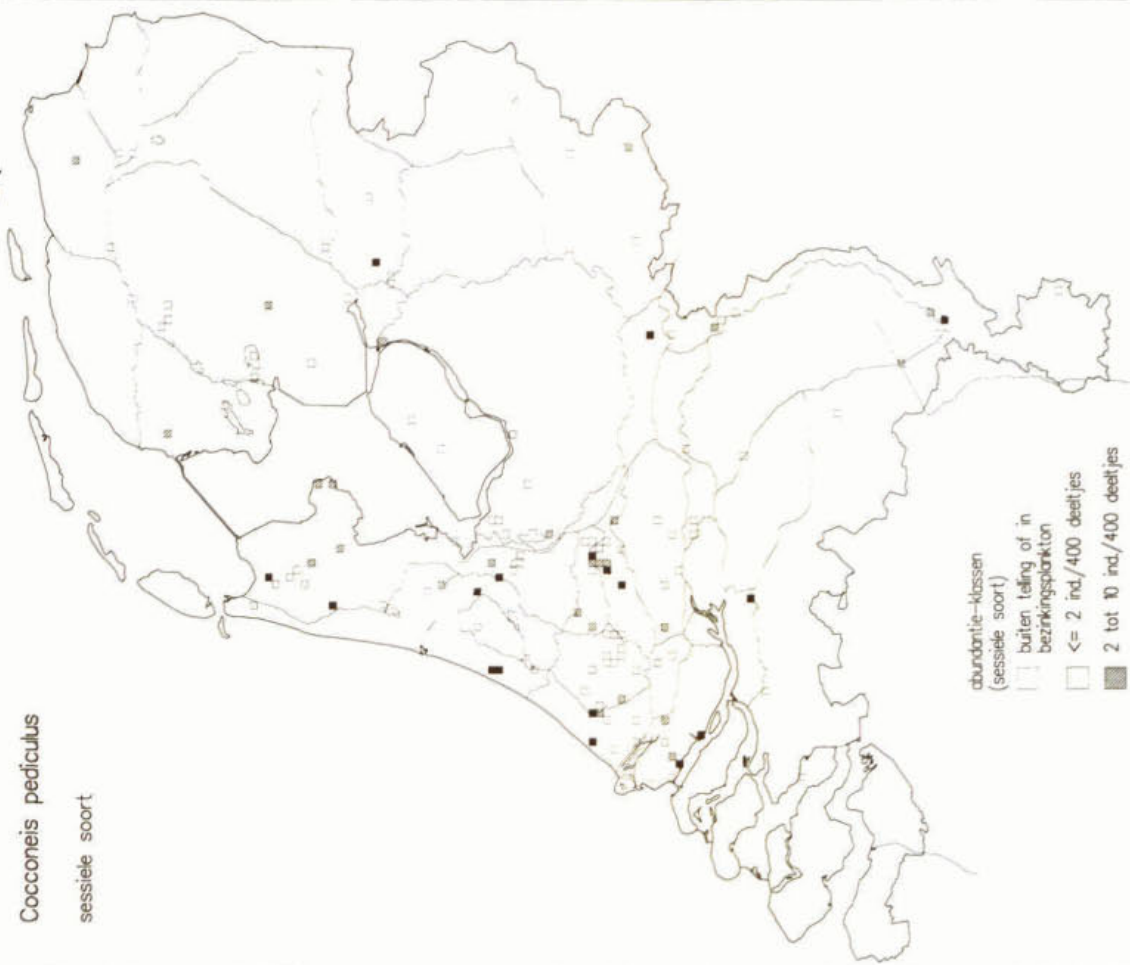 Cocconeis pediculus
sessiele soort
abundantie-klassen
(sessiele soort)
buiten telling of in
bezinkingsplankton
<= 2 ind./400 deeltjes
2 tot 10 ind/400 deeltjes